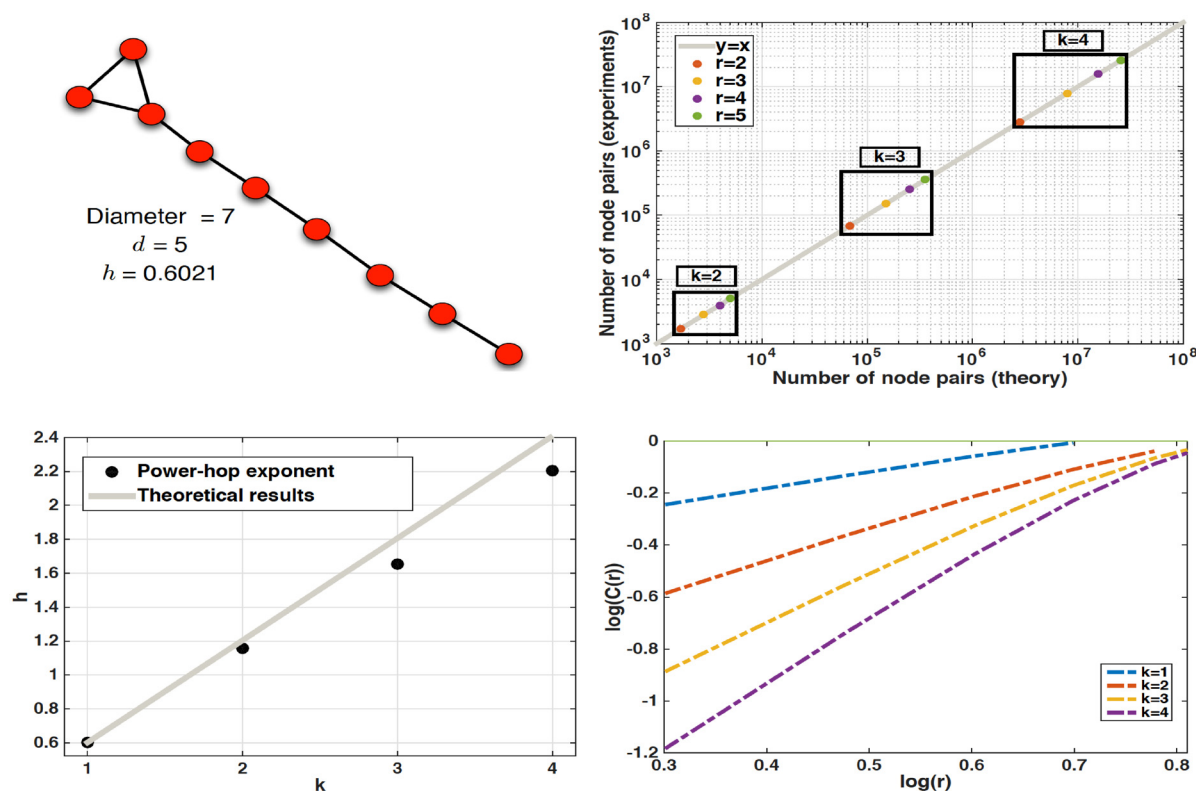 Diameter = 7
d = 5
h = 0.6021
Number of node pairs (experiments)
10^8
10^7
10^6
10^5
10^4
10^3
y=x
r=2
r=3
r=4
r=5
k=4
k=3
k=2
10^3 10^4 10^5 10^6 10^7 10^8
Number of node pairs (theory)
h
2.4
2.2
2
1.8
1.6
1.4
1.2
1
0.8
0.6
Power-hop exponent
Theoretical results
1 2 3 4
k
log(C(r))
0
-0.2
-0.4
-0.6
-0.8
-1
-1.2
k=1
k=2
k=3
k=4
0.3 0.4 0.5 0.6 0.7 0.8
log(r)